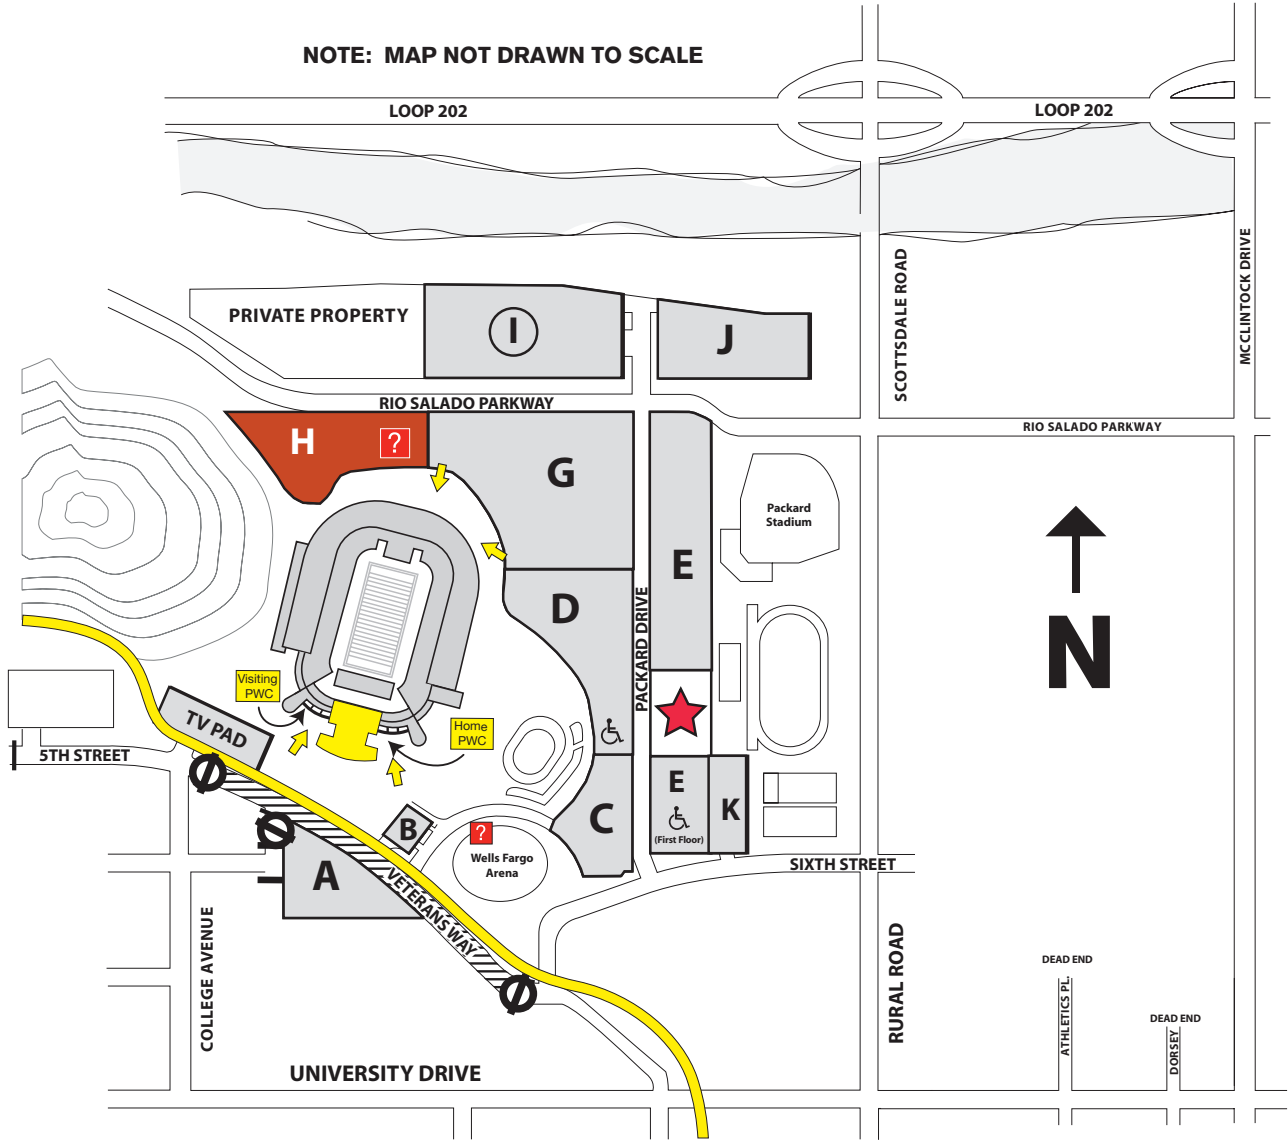 NOTE: MAP NOT DRAWN TO SCALE
LOOP 202
LOOP 202
MCCLINTOCK DRIVE
SCOTTSDALE ROAD
PRIVATE PROPERTY
I
J
RIO SALADO PARKWAY
RIO SALADO PARKWAY
H
?
G
Packard
Stadium
E
D
PACKARD DRIVE
N
Visiting
PWC
TV PAD
Home
PWC
5TH STREET
E
(First Floor)
K
C
B
?
Wells Fargo
Arena
SIXTH STREET
A
VETERANS WAY
COLLEGE AVENUE
RURAL ROAD
DEAD END
ATHLETICS PL.
DEAD END
DORSEY
UNIVERSITY DRIVE